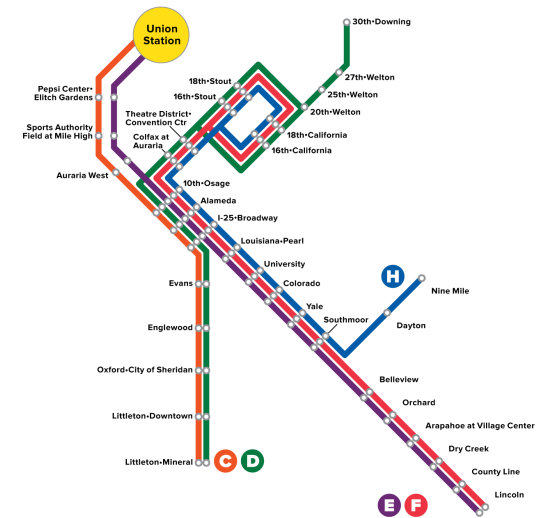 Union
Station
30th•Downing
27th•Welton
25th•Welton
20th•Welton
18th•Stout
16th•Stout
Pepsi Center•
Elitch Gardens
Theatre District•
Convention Ctr
Sports Authority
Field at Mile High
Colfax at
Auraria
18th•California
16th•California
Auraria West
10th•Osage
Alameda
I-25•Broadway
Louisiana•Pearl
University
Colorado
Yale
Southmoor
H
Nine Mile
Dayton
Evans
Englewood
Oxford•City of Sheridan
Littleton•Downtown
Littleton•Mineral
C
D
Belleview
Orchard
Arapahoe at Village Center
Dry Creek
County Line
Lincoln
E
F